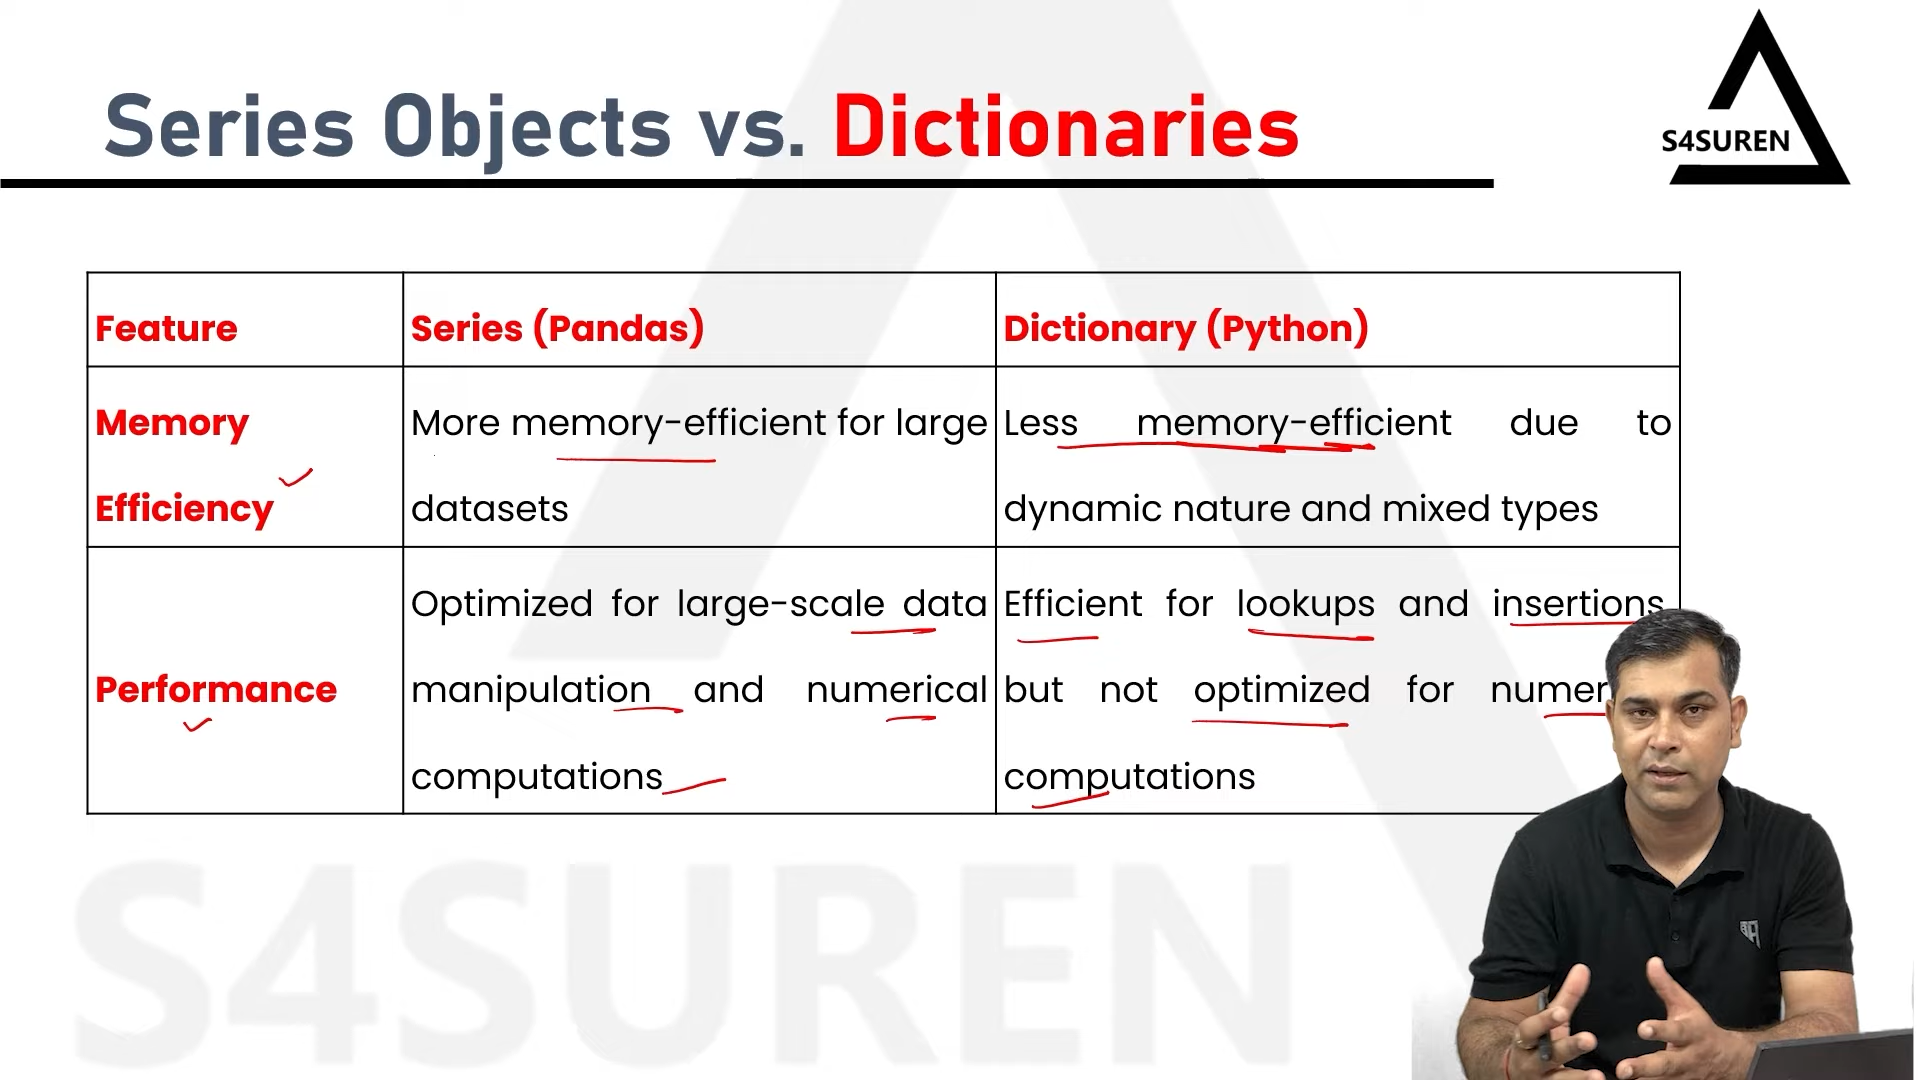 Series Objects vs. Dictionaries
S4SUREN
Feature
Series (Pandas)
Dictionary (Python)
Memory
Efficiency
More memory-efficient for large
datasets
Less memory-efficient due to
dynamic nature and mixed types
Performance
Optimized for large-scale data
manipulation and numerical
computations
Efficient for lookups and insertions
but not optimized for
computations
S4SUREN